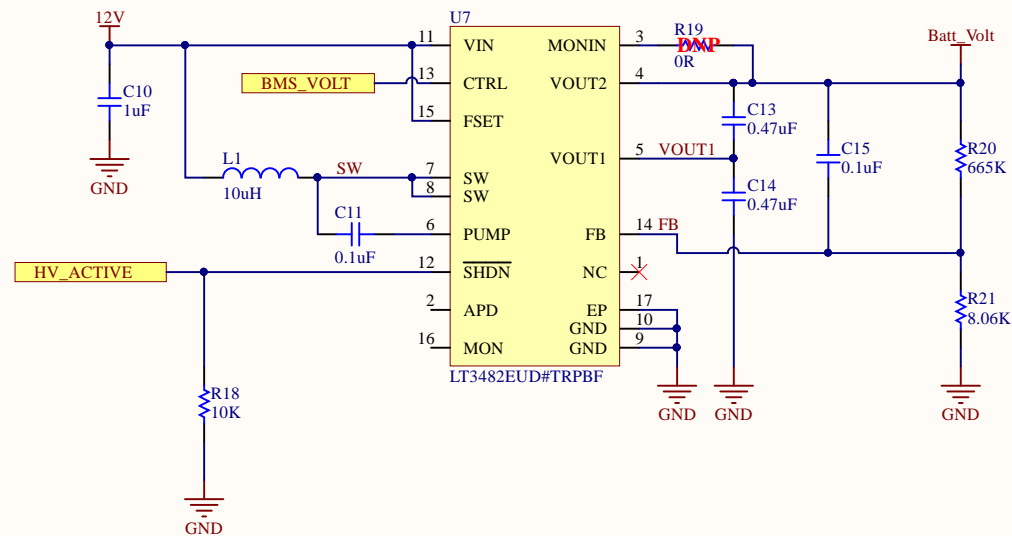 12V
U7
R19
DNP
0R
Batt_Volt
11
VIN
MONIN
3
BMS_VOLT
13
CTRL
VOUT2
4
C10
1uF
15
FSET
C13
0.47uF
GND
VOUT1
5
VOUT1
C15
0.1uF
R20
665K
L1
10uH
SW
7
SW
8
SW
C14
0.47uF
C11
0.1uF
6
PUMP
FB
14
FB
HV_ACTIVE
12
SHDN
NC
1
2
APD
EP
17
GND
10
R21
8.06K
16
MON
GND
9
LT3482EUD#TRPBF
R18
10K
GND
GND
GND
GND